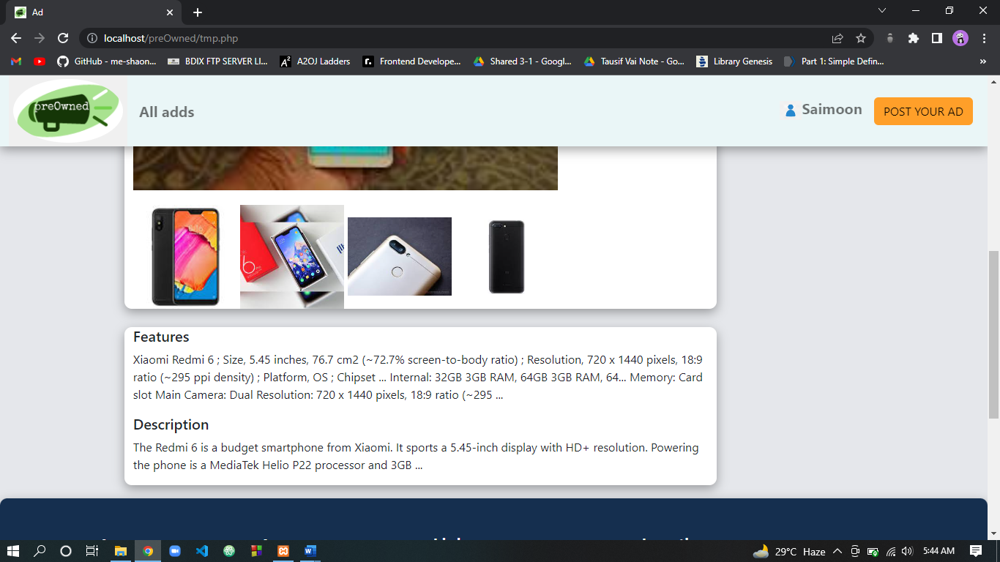 Ad
localhost/preOwned/tmp.php
GitHub - me-shaon...
BDIX FTP SERVER LI...
A2OJ Ladders
Frontend Develope...
Shared 3-1 - Googl...
Tausif Vai Note - Go...
Library Genesis
Part 1: Simple Defin...
preOwned
All adds
Saimoon
POST YOUR AD
6
Features
Xiaomi Redmi 6 ; Size, 5.45 inches, 76.7 cm2 (~72.7% screen-to-body ratio) ; Resolution, 720 x 1440 pixels, 18:9
ratio (~295 ppi density) ; Platform, OS ; Chipset ... Internal: 32GB 3GB RAM, 64GB 3GB RAM, 64... Memory: Card
slot Main Camera: Dual Resolution: 720 x 1440 pixels, 18:9 ratio (~295 ...
Description
The Redmi 6 is a budget smartphone from Xiaomi. It sports a 5.45-inch display with HD+ resolution. Powering
the phone is a MediaTek Helio P22 processor and 3GB ...
29°C Haze
5:44 AM